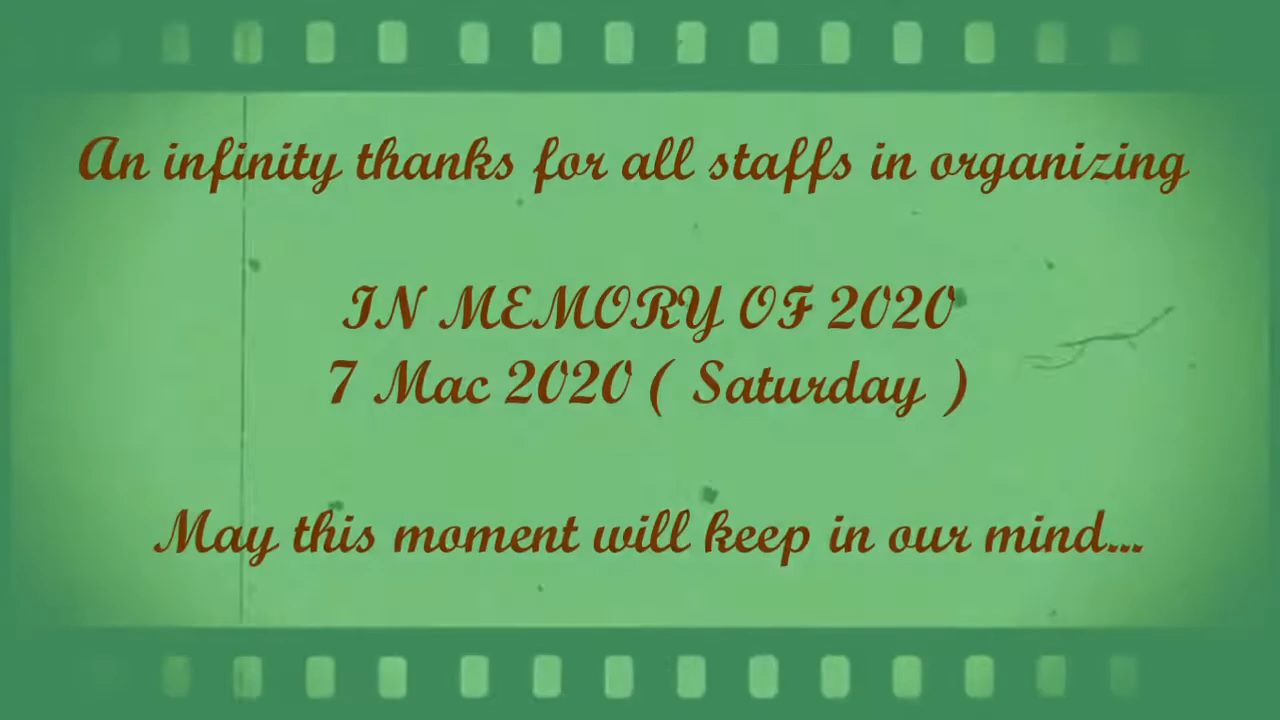 An infinity thanks for all staffs in organizing
IN MEMORY OF 2020
7 Mac 2020 ( Saturday )
May this moment will keep in our mind...